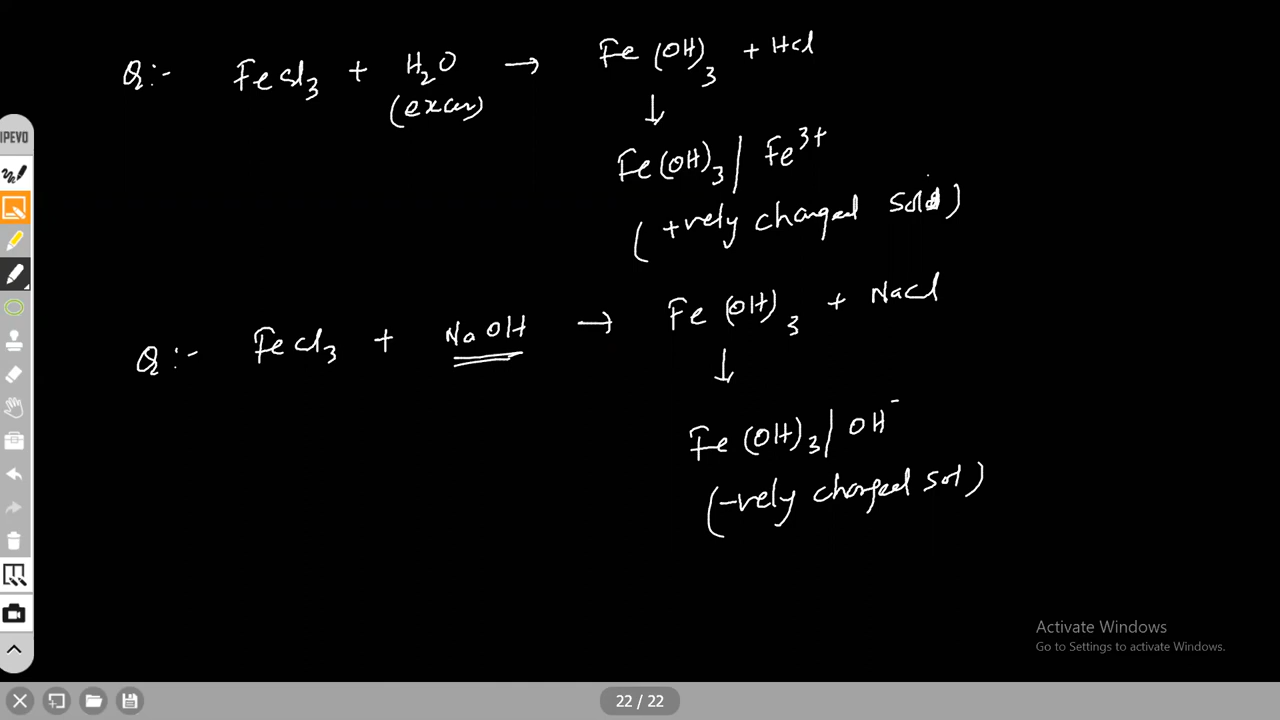 Q:- FeCl3 + H2O → Fe(OH)3 + HCl
(excess)
↓
Fe(OH)3 | Fe3+
(+vely charged sol)
Q:- FeCl3 + NaOH → Fe(OH)3 + NaCl
↓
Fe(OH)3 | OH-
(-vely charged sol)
IPEVO
Activate Windows
Go to Settings to activate Windows.
22 / 22